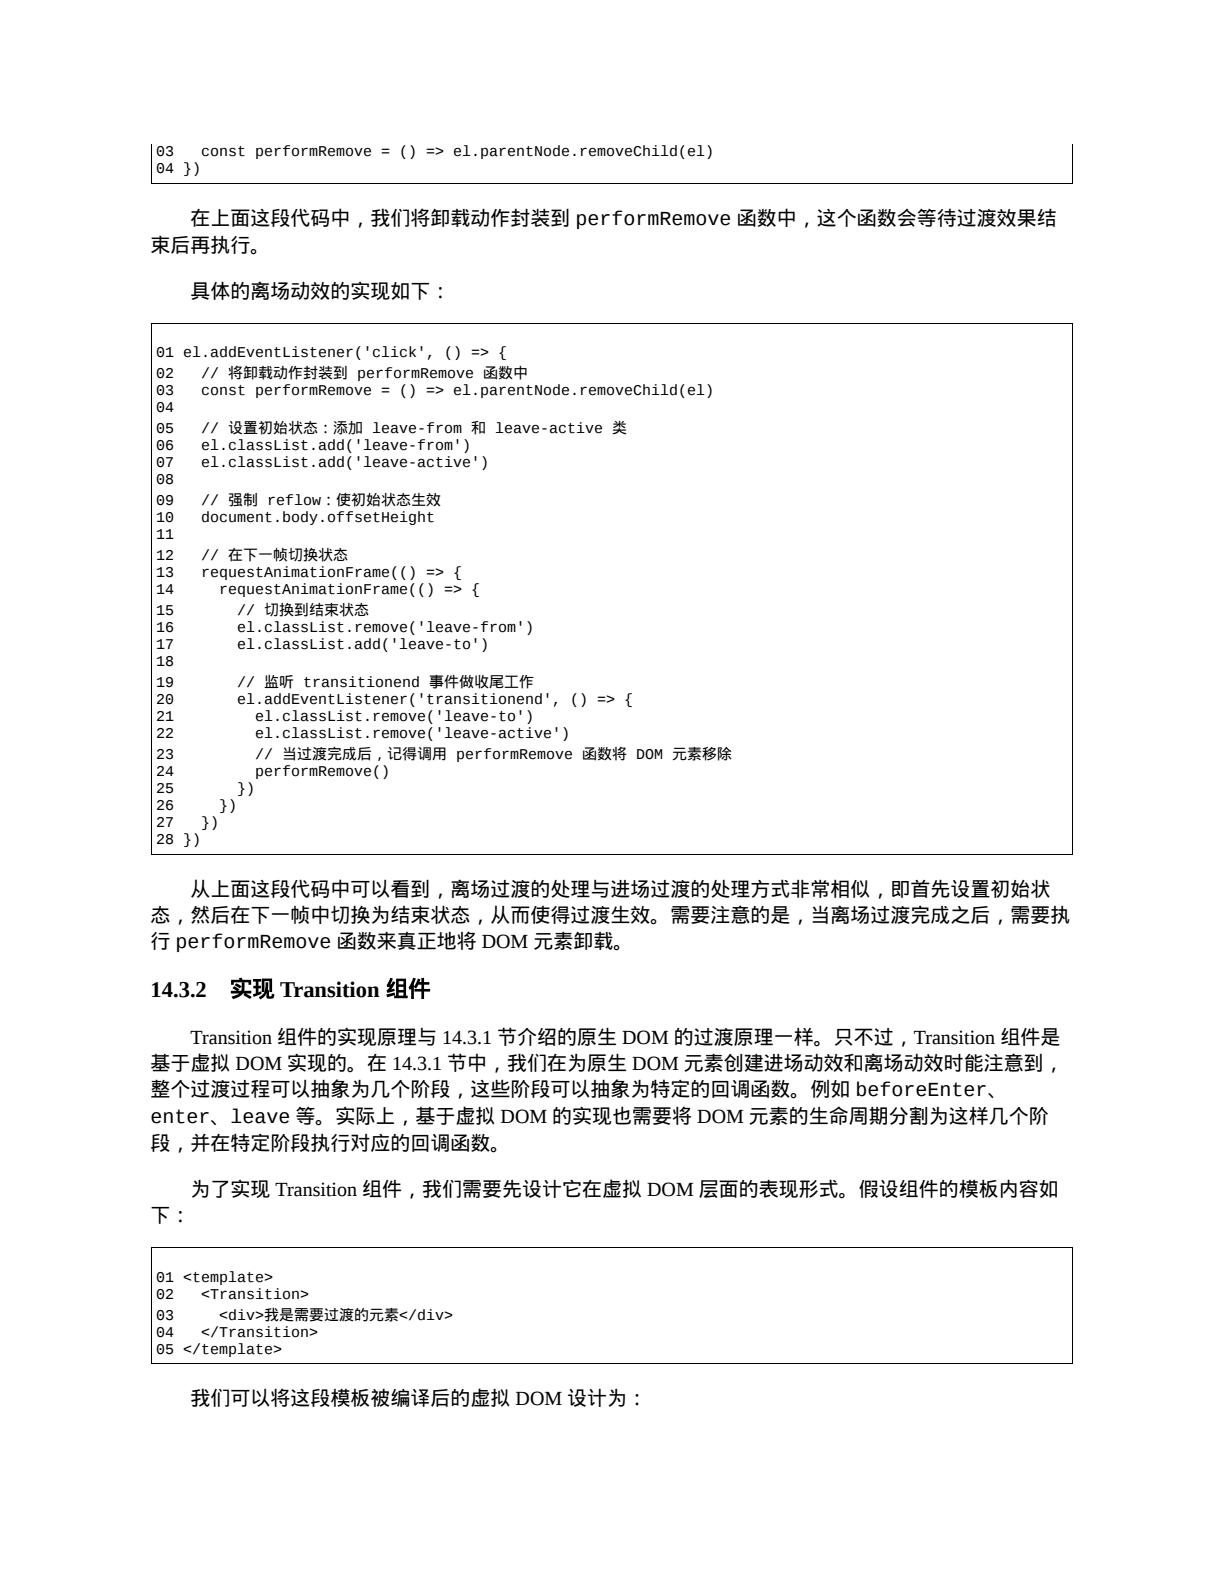 03   const performRemove = () => el.parentNode.removeChild(el)
04 })
在上面这段代码中，我们将卸载动作封装到 performRemove 函数中，这个函数会等待过渡效果结
束后再执行。
具体的离场动效的实现如下：
01 el.addEventListener('click', () => {
02   // 将卸载动作封装到 performRemove 函数中
03   const performRemove = () => el.parentNode.removeChild(el)
04
05   // 设置初始状态：添加 leave-from 和 leave-active 类
06   el.classList.add('leave-from')
07   el.classList.add('leave-active')
08
09   // 强制 reflow：使初始状态生效
10   document.body.offsetHeight
11
12   // 在下一帧切换状态
13   requestAnimationFrame(() => {
14     requestAnimationFrame(() => {
15       // 切换到结束状态
16       el.classList.remove('leave-from')
17       el.classList.add('leave-to')
18
19       // 监听 transitionend 事件做收尾工作
20       el.addEventListener('transitionend', () => {
21         el.classList.remove('leave-to')
22         el.classList.remove('leave-active')
23         // 当过渡完成后，记得调用 performRemove 函数将 DOM 元素移除
24         performRemove()
25       })
26     })
27   })
28 })
从上面这段代码中可以看到，离场过渡的处理与进场过渡的处理方式非常相似，即首先设置初始状
态，然后在下一帧中切换为结束状态，从而使得过渡生效。需要注意的是，当离场过渡完成之后，需要执
行 performRemove 函数来真正地将 DOM 元素卸载。
14.3.2　实现 Transition 组件
Transition 组件的实现原理与 14.3.1 节介绍的原生 DOM 的过渡原理一样。只不过，Transition 组件是
基于虚拟 DOM 实现的。在 14.3.1 节中，我们在为原生 DOM 元素创建进场动效和离场动效时能注意到，
整个过渡过程可以抽象为几个阶段，这些阶段可以抽象为特定的回调函数。例如 beforeEnter、
enter、leave 等。实际上，基于虚拟 DOM 的实现也需要将 DOM 元素的生命周期分割为这样几个阶
段，并在特定阶段执行对应的回调函数。
为了实现 Transition 组件，我们需要先设计它在虚拟 DOM 层面的表现形式。假设组件的模板内容如
下：
01 <template>
02   <Transition>
03     <div>我是需要过渡的元素</div>
04   </Transition>
05 </template>
我们可以将这段模板被编译后的虚拟 DOM 设计为：